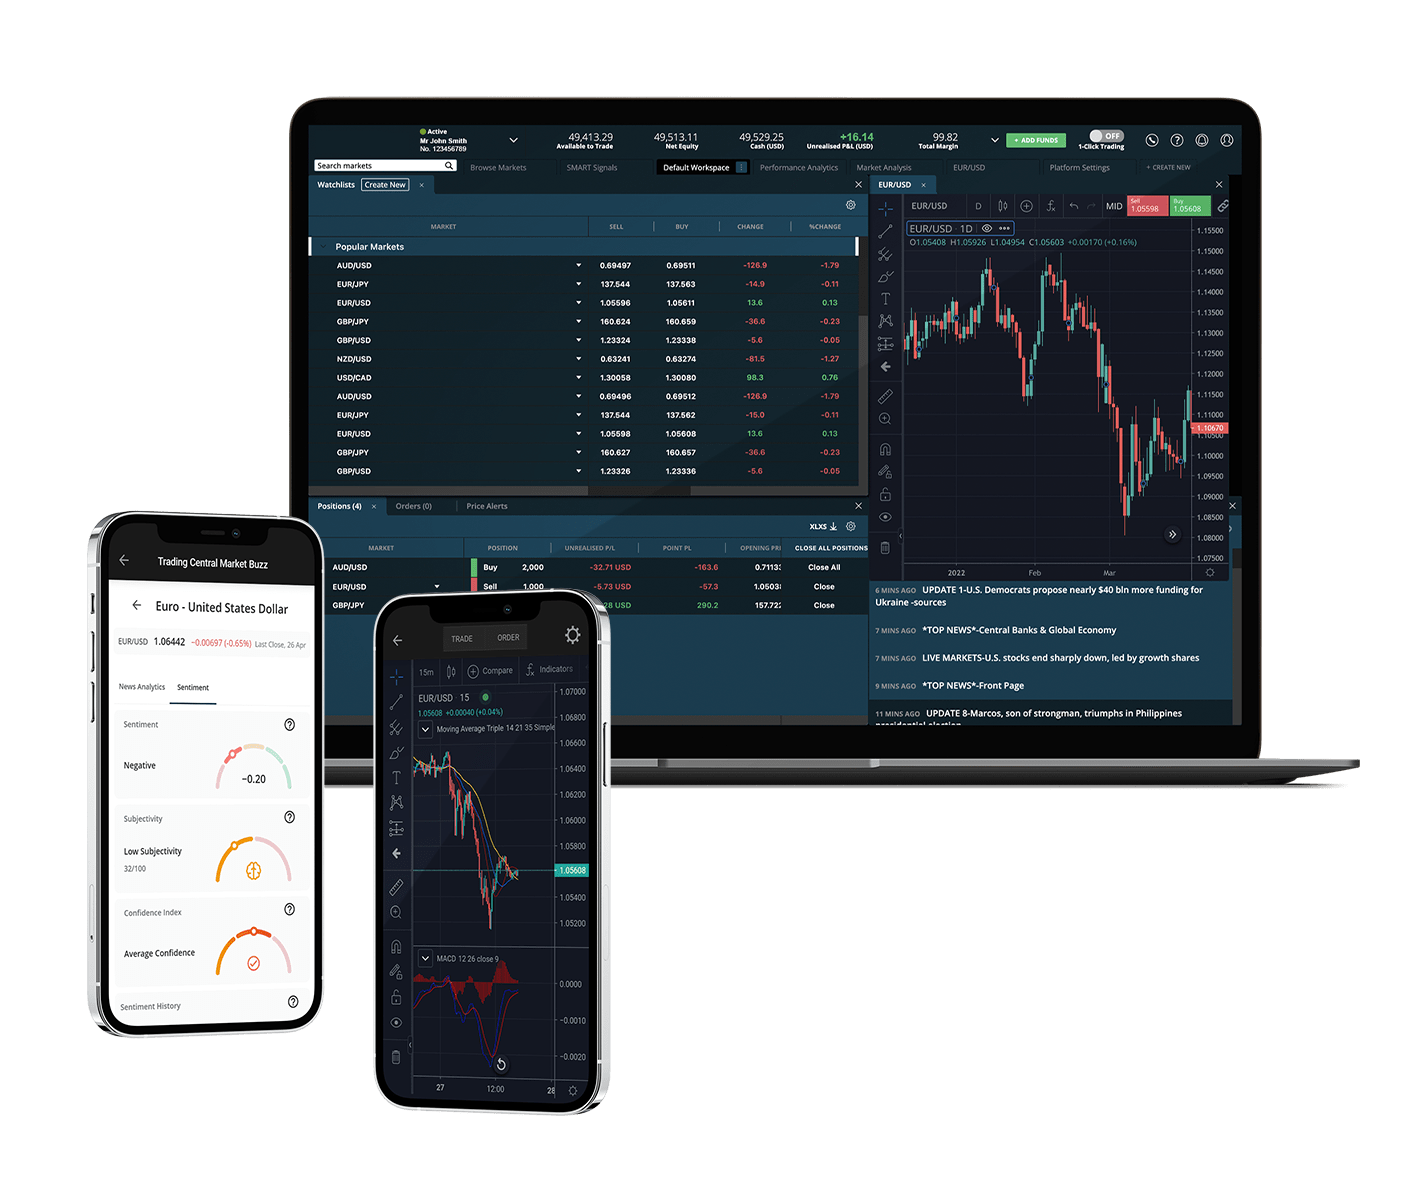 Active
Mr John Smith
No. 123456789
49,413.29
Available to Trade
49,513.11
Net Equity
49,529.25
Cash (USD)
+16.14
Unrealised P&L (USD)
99.82
Total Margin
+ ADD FUNDS
OFF
1-Click Trading
Search markets
Browse Markets
SMART Signals
Default Workspace
Performance Analytics
Market Analysis
EUR/USD
Platform Settings
+ CREATE NEW
Watchlists Create New ×
MARKET SELL BUY CHANGE %CHANGE
Popular Markets
AUD/USD 0.69497 0.69511 -126.9 -1.79
EUR/JPY 137.544 137.563 -14.9 -0.11
EUR/USD 1.05596 1.05611 13.6 0.13
GBP/JPY 160.624 160.659 -36.6 -0.23
GBP/USD 1.23324 1.23338 -5.6 -0.05
NZD/USD 0.63241 0.63274 -81.5 -1.27
USD/CAD 1.30058 1.30080 98.3 0.76
AUD/USD 0.69496 0.69512 -126.9 -1.79
EUR/JPY 137.544 137.562 -15.0 -0.11
EUR/USD 1.05598 1.05608 13.6 0.13
GBP/JPY 160.627 160.657 -36.6 -0.23
GBP/USD 1.23326 1.23336 -5.6 -0.05
EUR/USD ×
EUR/USD D MID
Sell
1.05598
Buy
1.05608
EUR/USD · 1D
O1.05408 H1.05926 L1.04954 C1.05603 +0.00170 (+0.16%)
1.15500
1.15000
1.14500
1.14000
1.13500
1.13000
1.12500
1.12000
1.11500
1.11000
1.10670
1.10500
1.10000
1.09500
1.09000
1.08500
1.08000
1.07500
2022 Feb Mar
Positions (4) × Orders (0) Price Alerts
XLXS
MARKET POSITION UNREALISED P/L POINT PL OPENING PRI CLOSE ALL POSITIONS
AUD/USD Buy 2,000 -32.71 USD -163.6 0.7113 Close All
EUR/USD Sell 1,000 -5.73 USD -57.3 1.0503 Close
GBP/JPY 28 USD 290.2 157.72 Close
6 MINS AGO UPDATE 1-U.S. Democrats propose nearly $40 bln more funding for
Ukraine -sources
7 MINS AGO *TOP NEWS*-Central Banks & Global Economy
7 MINS AGO LIVE MARKETS-U.S. stocks end sharply down, led by growth shares
9 MINS AGO *TOP NEWS*-Front Page
11 MINS AGO UPDATE 8-Marcos, son of strongman, triumphs in Philippines
presidential election
Trading Central Market Buzz
Euro - United States Dollar
EUR/USD 1.06442 -0.00697 (-0.65%) Last Close, 26 Apr
News Analytics Sentiment
Sentiment
Negative
-0.20
Subjectivity
Low Subjectivity
32/100
Confidence Index
Average Confidence
Sentiment History
TRADE ORDER
15m Compare Indicators
EUR/USD · 15
1.05608 +0.00040 (+0.04%)
Moving Average Triple 14 21 35 Simple
1.07000
1.06800
1.06600
1.06400
1.06200
1.06000
1.05800
1.05608
1.05400
1.05200
MACD 12 26 close 9
0.0000
-0.0010
-0.0020
27 12:00 28